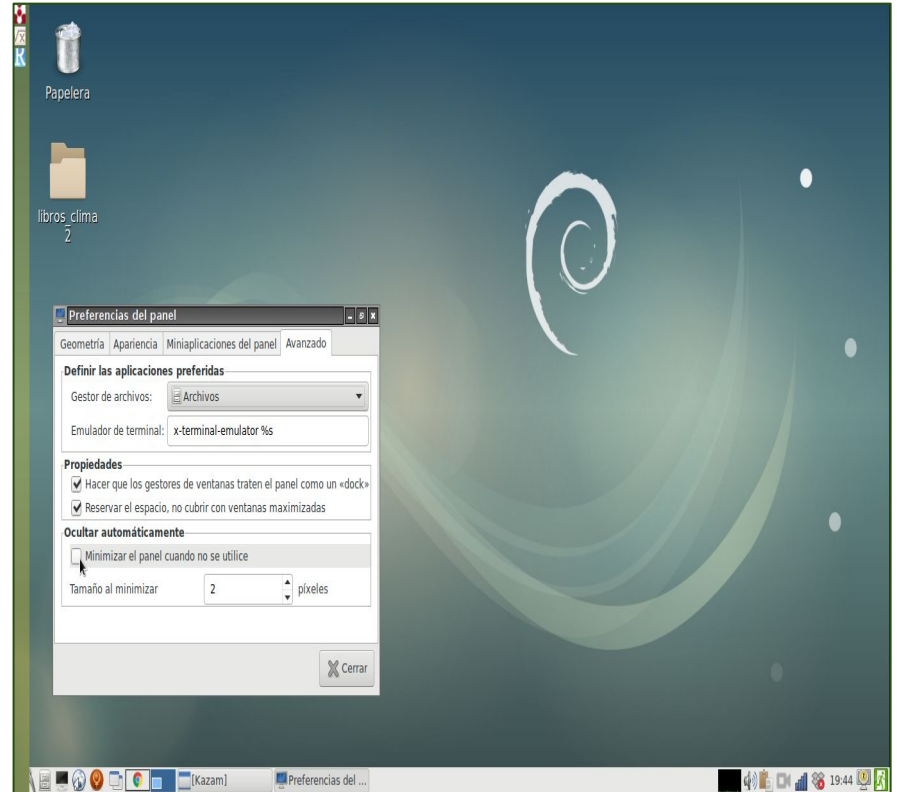 Papelera
libros_clima
2
Preferencias del panel
Geometría Apariencia Miniaplicaciones del panel Avanzado
Definir las aplicaciones preferidas
Gestor de archivos: Archivos
Emulador de terminal: x-terminal-emulator %s
Propiedades
Hacer que los gestores de ventanas traten el panel como un «dock»
Reservar el espacio, no cubrir con ventanas maximizadas
Ocultar automáticamente
Minimizar el panel cuando no se utilice
Tamaño al minimizar 2 píxeles
Cerrar
[Kazam] Preferencias del ... 19:44